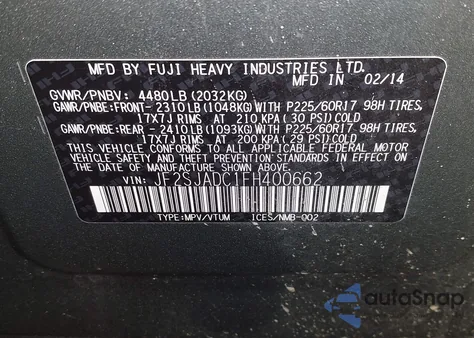 MFD BY FUJI HEAVY INDUSTRIES LTD.
MFD IN 02/14
GVWR/PNBV: 4480LB (2032KG)
GAWR/PNBE:FRONT- 2310LB (1048KG)WITH P225/60R17 98H TIRES,
17X7J RIMS AT 210 KPA ( 30 PSI)COLD
GAWR/PNBE:REAR - 2410LB (1093KG)WITH P225/60R17 98H TIRES,
17X7J RIMS AT 200 KPA ( 29 PSI)COLD
THIS VEHICLE CONFORMS TO ALL APPLICABLE FEDERAL MOTOR
VEHICLE SAFETY, BUMPER, AND THEFT PREVENTION STANDARDS
IN EFFECT ON THE DATE OF MANUFACTURE SHOWN ABOVE.
VIN: JF2SJADC1FH400662
TYPE:MPV/VTUM ICES/NMB-002
autoSnap